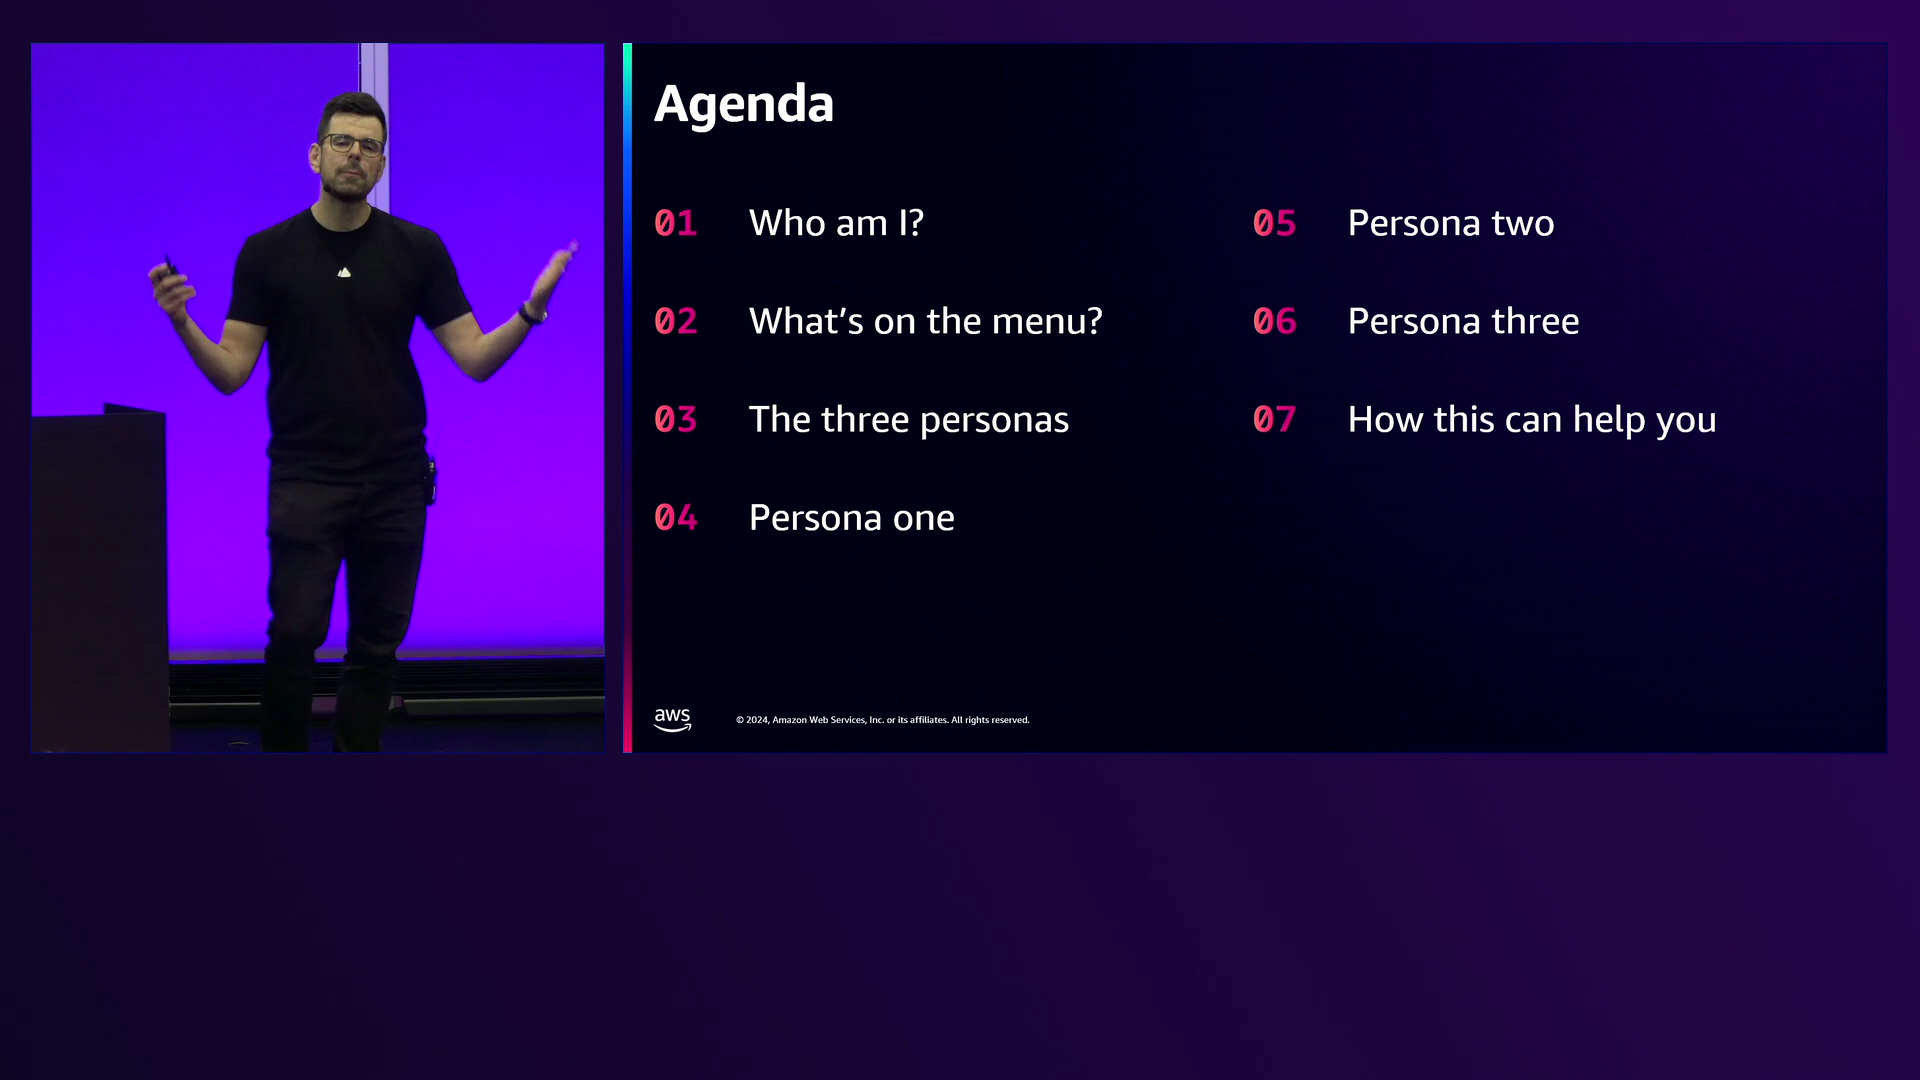 Agenda
01 Who am I?
02 What's on the menu?
03 The three personas
04 Persona one
05 Persona two
06 Persona three
07 How this can help you
aws
© 2024, Amazon Web Services, Inc. or its affiliates. All rights reserved.